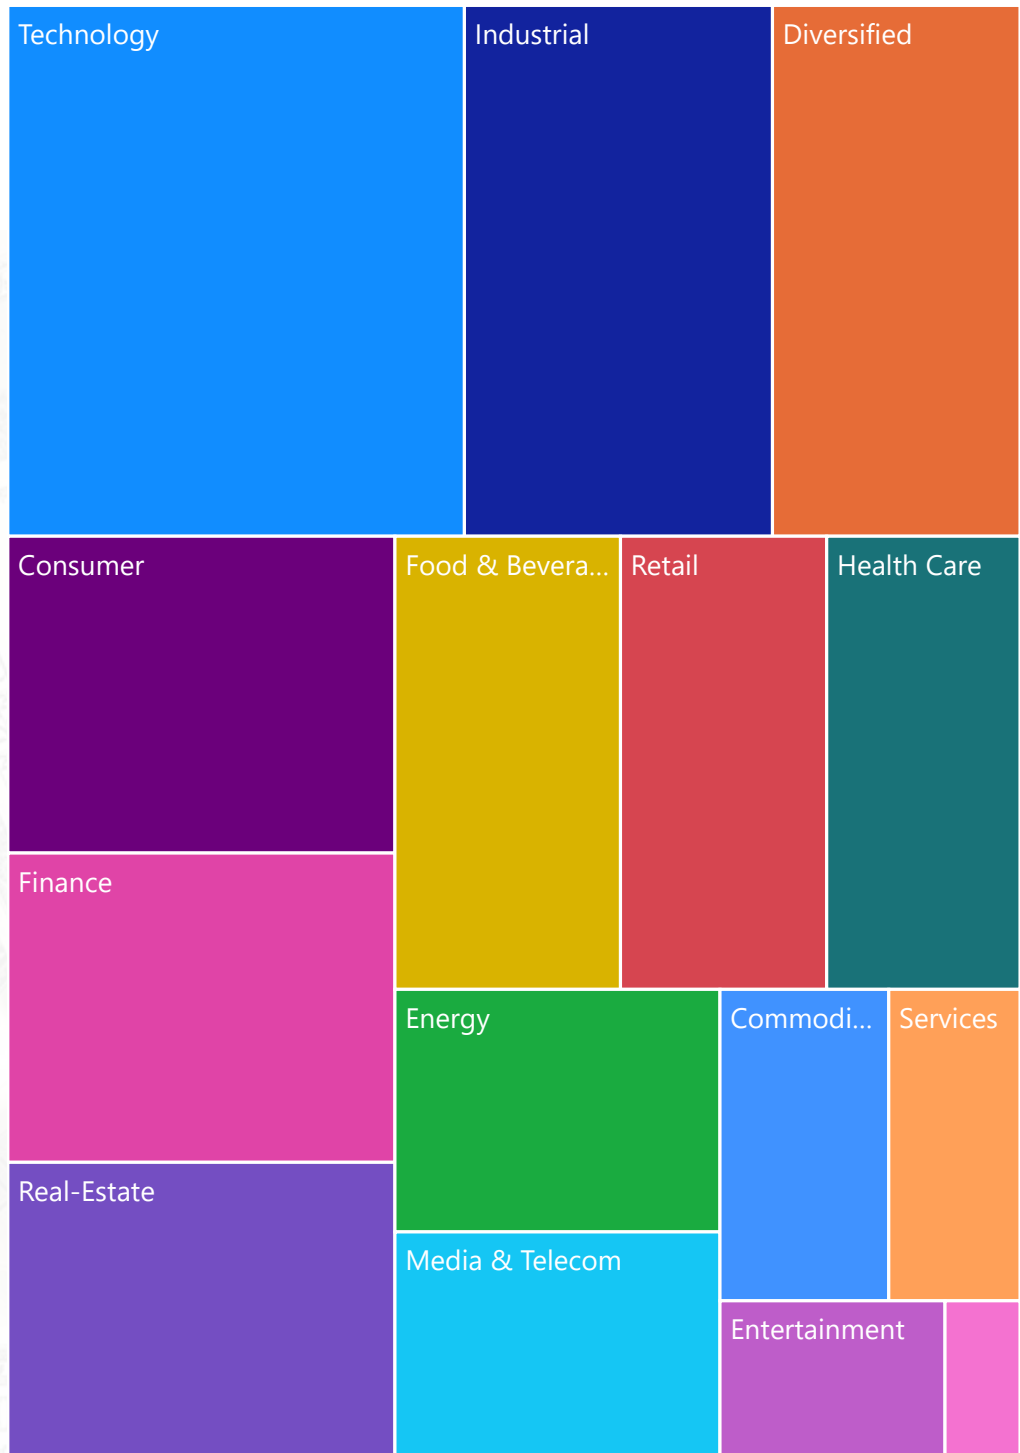 Technology
Industrial
Diversified
Consumer
Food & Bevera...
Retail
Health Care
Finance
Energy
Commodi...
Services
Real-Estate
Media & Telecom
Entertainment